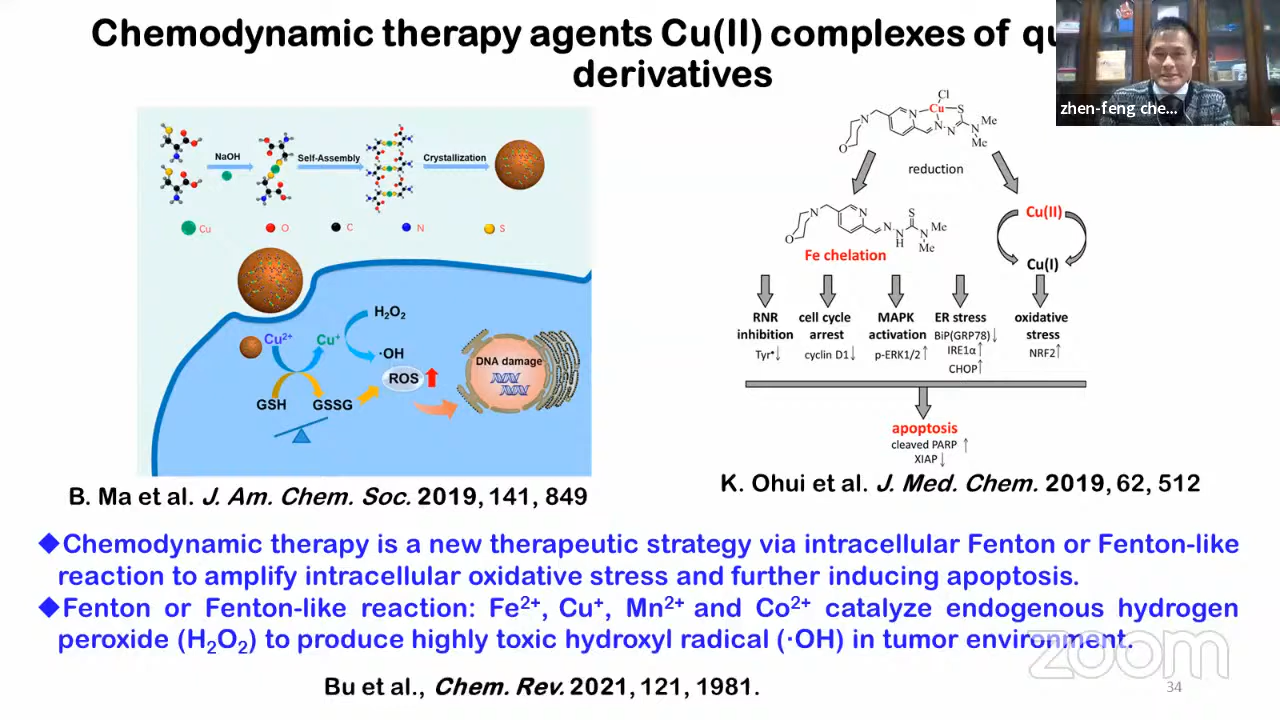 Chemodynamic therapy agents Cu(II) complexes of qu
derivatives
zhen-feng che...
NaOH
Self-Assembly
Crystallization
Cu
O
C
N
S
Cu²⁺
Cu⁺
H₂O₂
·OH
ROS
GSH
GSSG
DNA damage
Cl
Cu
S
N
N
N
N
N
O
Me
Me
reduction
N
N
N
N
H
S
N
O
Me
Me
Fe chelation
Cu(II)
Cu(I)
RNR
inhibition
Tyr•↓
cell cycle
arrest
cyclin D1↓
MAPK
activation
p-ERK1/2↑
ER stress
BiP(GRP78)↓
IRE1α↑
CHOP↑
oxidative
stress
NRF2↑
apoptosis
cleaved PARP ↑
XIAP↓
B. Ma et al. J. Am. Chem. Soc. 2019, 141, 849
K. Ohui et al. J. Med. Chem. 2019, 62, 512
◆Chemodynamic therapy is a new therapeutic strategy via intracellular Fenton or Fenton-like
reaction to amplify intracellular oxidative stress and further inducing apoptosis.
◆Fenton or Fenton-like reaction: Fe²⁺, Cu⁺, Mn²⁺ and Co²⁺ catalyze endogenous hydrogen
peroxide (H₂O₂) to produce highly toxic hydroxyl radical (·OH) in tumor environment.
zoom
Bu et al., Chem. Rev. 2021, 121, 1981.
34